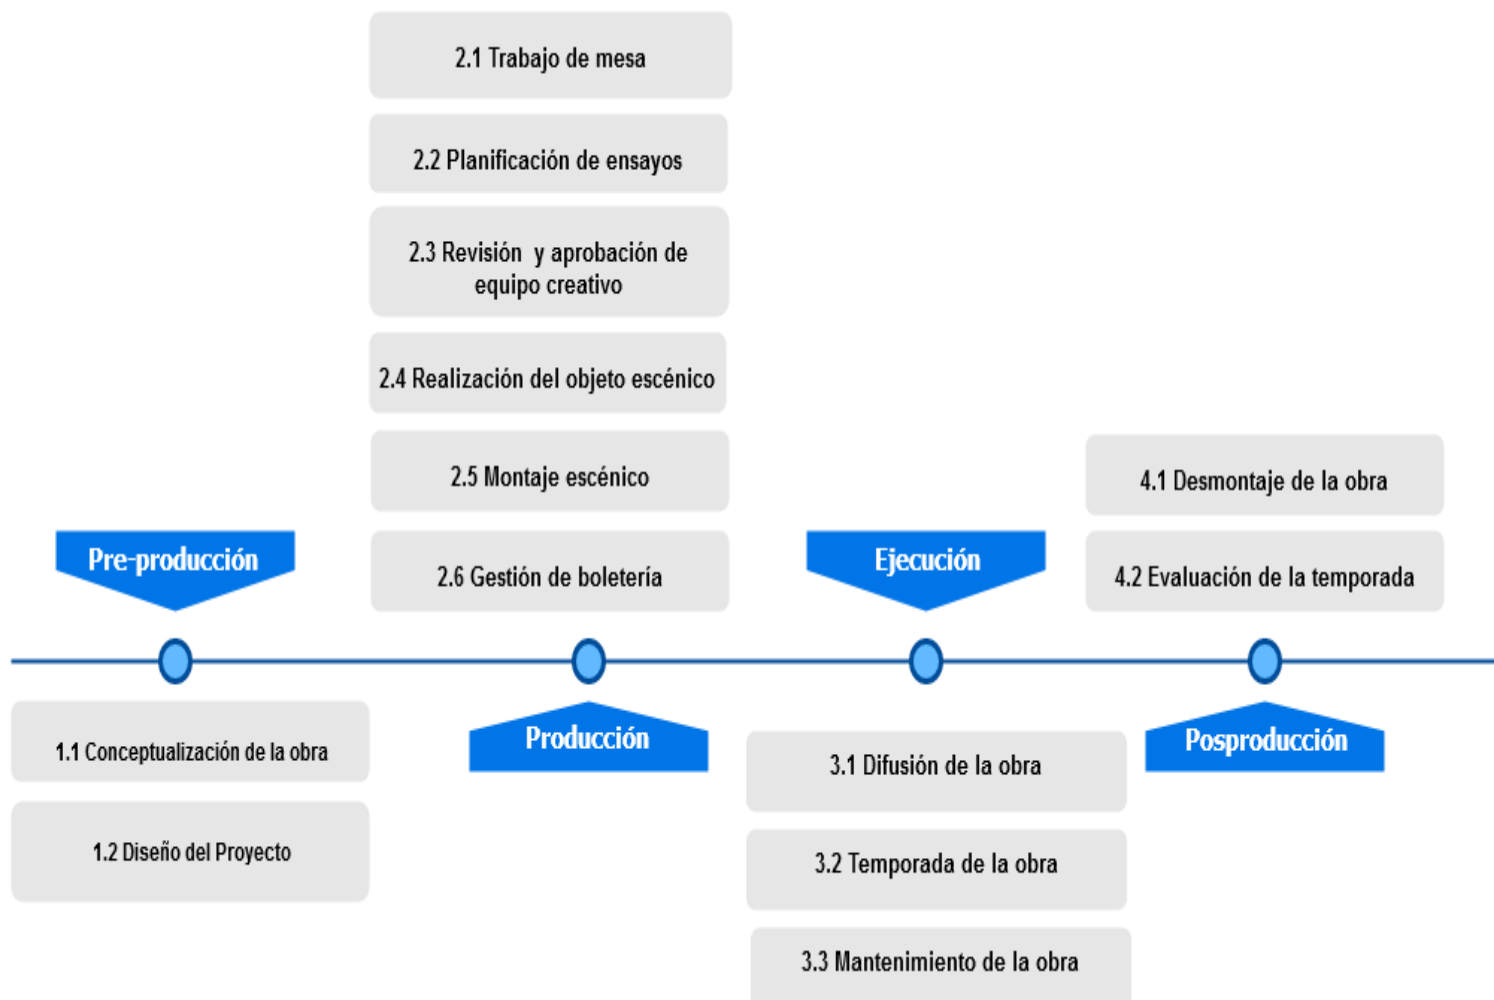 Pre-producción
1.1 Conceptualización de la obra
1.2 Diseño del Proyecto
2.1 Trabajo de mesa
2.2 Planificación de ensayos
2.3 Revisión y aprobación de
equipo creativo
2.4 Realización del objeto escénico
2.5 Montaje escénico
2.6 Gestión de boletería
Producción
Ejecución
3.1 Difusión de la obra
3.2 Temporada de la obra
3.3 Mantenimiento de la obra
4.1 Desmontaje de la obra
4.2 Evaluación de la temporada
Posproducción